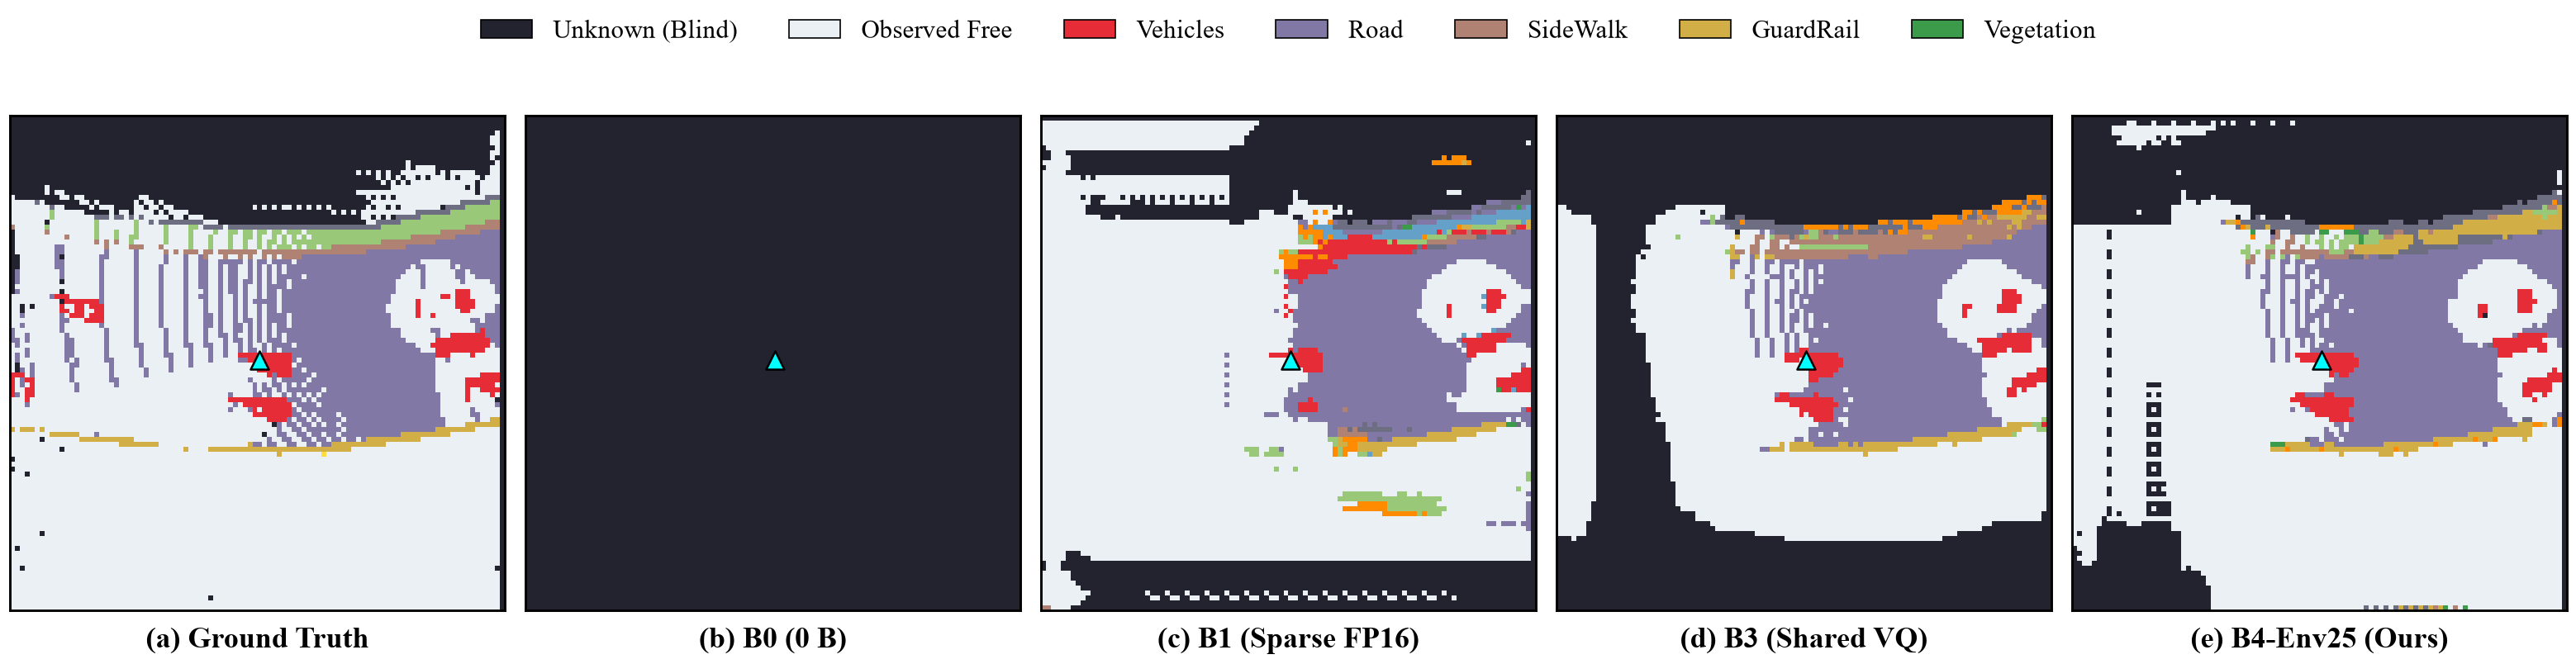 Unknown (Blind) Observed Free Vehicles Road SideWalk GuardRail Vegetation
(a) Ground Truth (b) B0 (0 B) (c) B1 (Sparse FP16) (d) B3 (Shared VQ) (e) B4-Env25 (Ours)